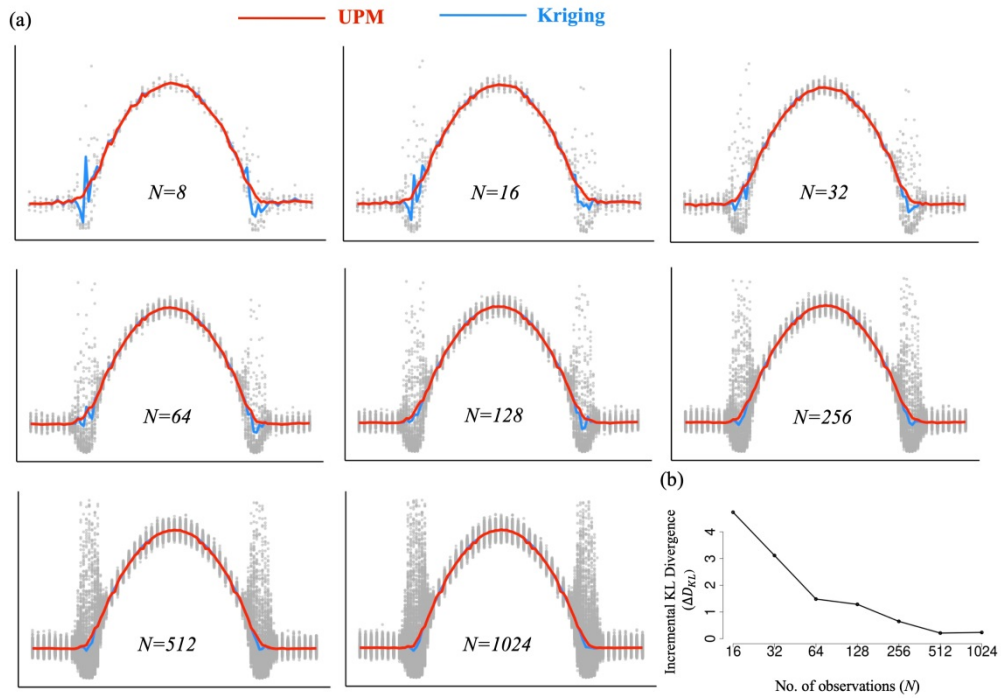 (a)
UPM
Kriging
N=8
N=16
N=32
N=64
N=128
N=256
N=512
N=1024
(b)
Incremental KL Divergence
(ΔD_KL)
4
3
2
1
0
16 32 64 128 256 512 1024
No. of observations (N)